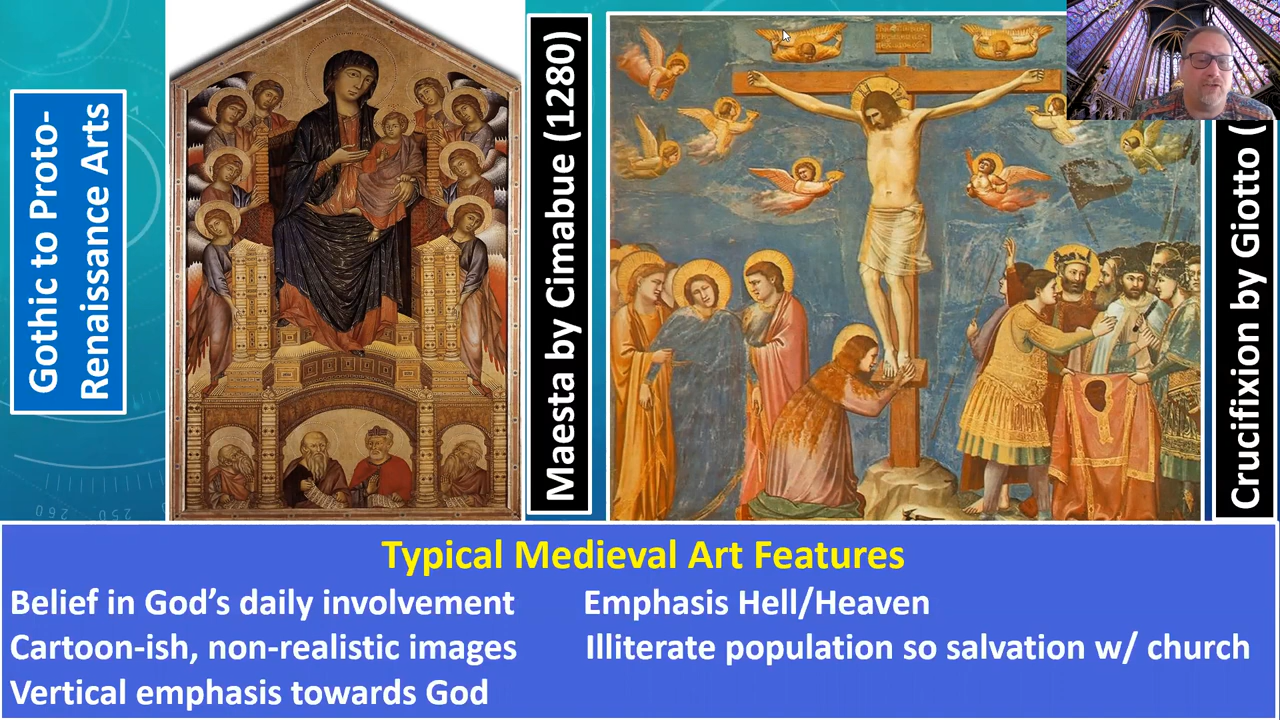 Gothic to Proto-
Renaissance Arts
Maesta by Cimabue (1280)
Crucifixion by Giotto (
Typical Medieval Art Features
Belief in God’s daily involvement
Cartoon-ish, non-realistic images
Vertical emphasis towards God
Emphasis Hell/Heaven
Illiterate population so salvation w/ church
260
250